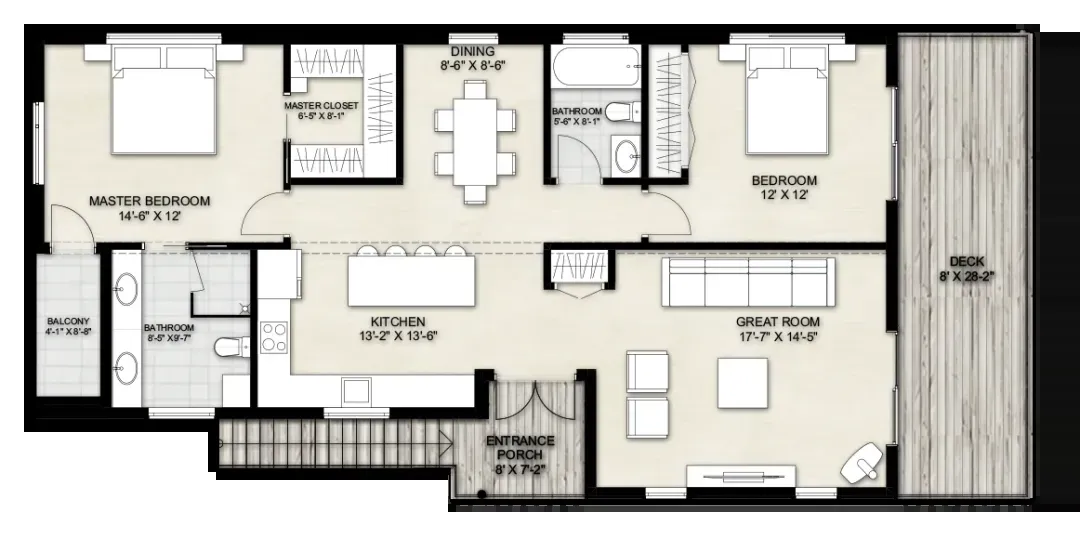 DINING
8'-6" X 8'-6"
MASTER CLOSET
6'-5" X 8'-1"
BATHROOM
5'-6" X 8'-1"
BEDROOM
12' X 12'
MASTER BEDROOM
14'-6" X 12'
DECK
8' X 28'-2"
BALCONY
4'-1" X 8'-8"
BATHROOM
8'-5" X 9'-7"
KITCHEN
13'-2" X 13'-6"
GREAT ROOM
17'-7" X 14'-5"
ENTRANCE
PORCH
8' X 7'-2"